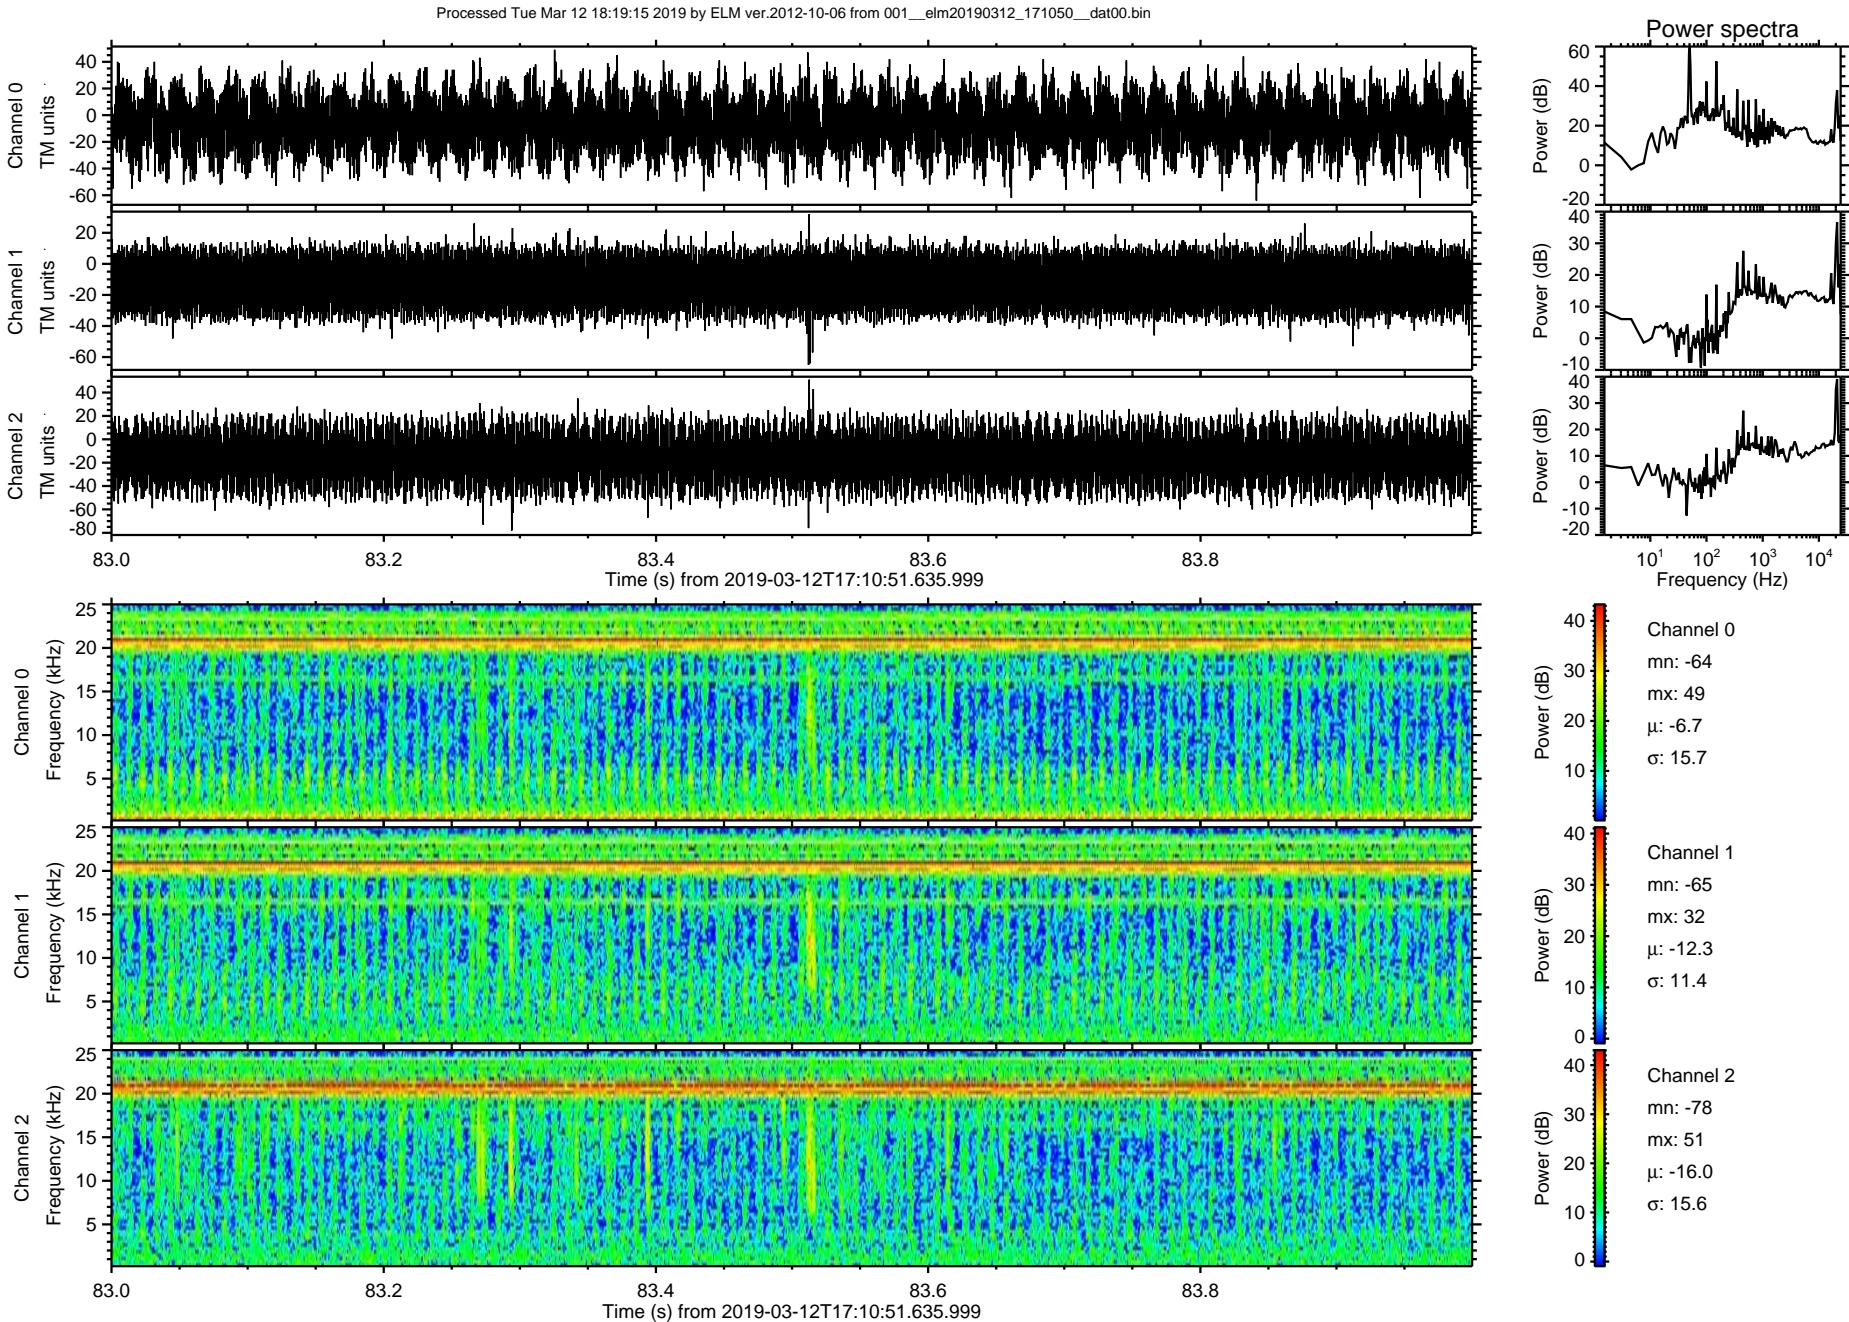 Processed Tue Mar 12 18:19:15 2019 by ELM ver.2012-10-06 from 001__elm20190312_171050__dat00.bin
Power spectra
Channel 0
TM units
40
20
0
-20
-40
-60
Power (dB)
60
40
20
0
-20
Channel 1
TM units
20
0
-20
-40
-60
Power (dB)
40
30
20
10
0
-10
Channel 2
TM units
40
20
0
-20
-40
-60
-80
Power (dB)
40
30
20
10
0
-10
-20
83.0 83.2 83.4 83.6 83.8
Time (s) from 2019-03-12T17:10:51.635.999
10^1 10^2 10^3 10^4
Frequency (Hz)
Channel 0
Frequency (kHz)
25
20
15
10
5
Power (dB)
40
30
20
10
Channel 0
mn: -64
mx: 49
μ: -6.7
σ: 15.7
Channel 1
Frequency (kHz)
25
20
15
10
5
Power (dB)
40
30
20
10
0
Channel 1
mn: -65
mx: 32
μ: -12.3
σ: 11.4
Channel 2
Frequency (kHz)
25
20
15
10
5
Power (dB)
40
30
20
10
0
Channel 2
mn: -78
mx: 51
μ: -16.0
σ: 15.6
83.0 83.2 83.4 83.6 83.8
Time (s) from 2019-03-12T17:10:51.635.999